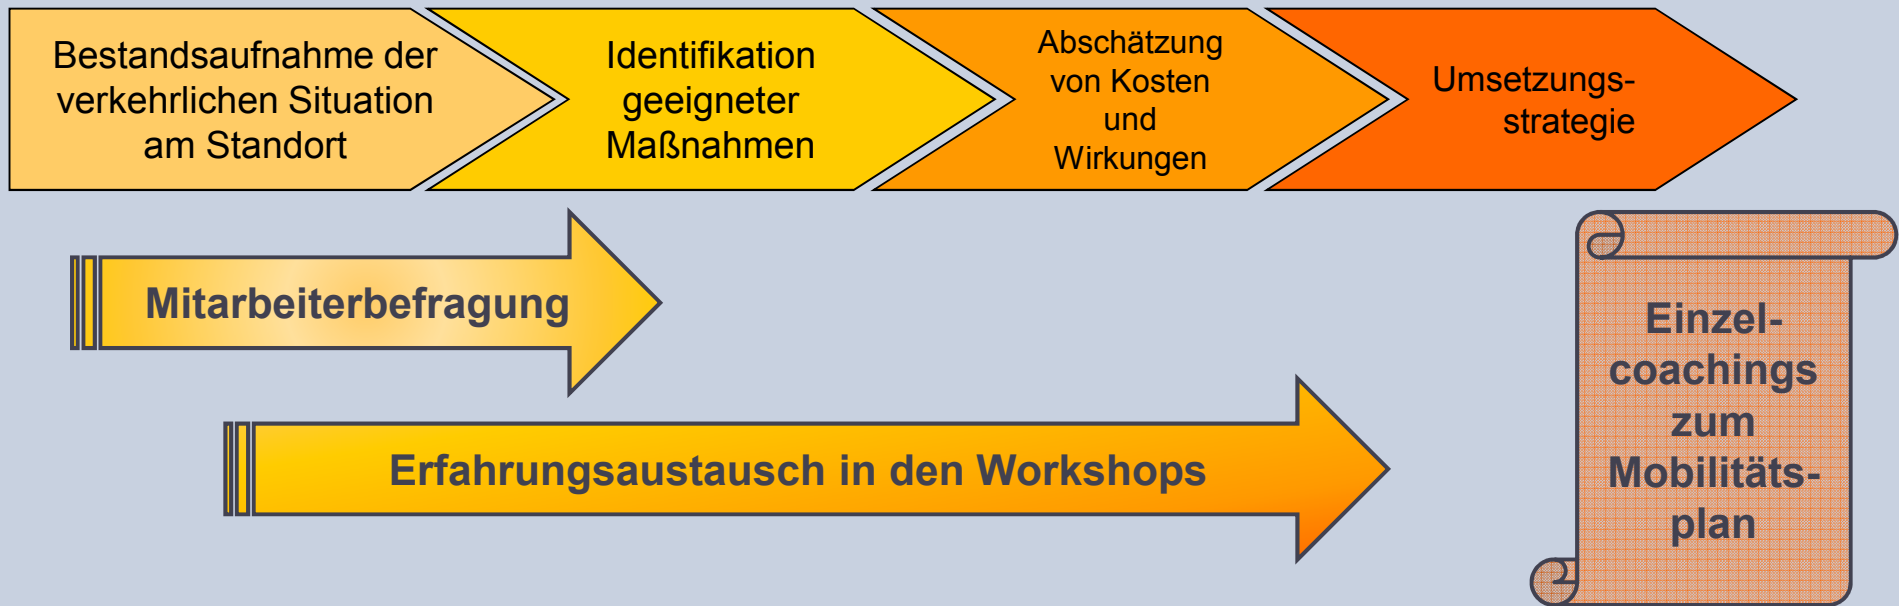 Bestandsaufnahme der
verkehrlichen Situation
am Standort
Identifikation
geeigneter
Maßnahmen
Abschätzung
von Kosten
und
Wirkungen
Umsetzungs-
strategie
Mitarbeiterbefragung
Erfahrungsaustausch in den Workshops
Einzel-
coachings
zum
Mobilitäts-
plan